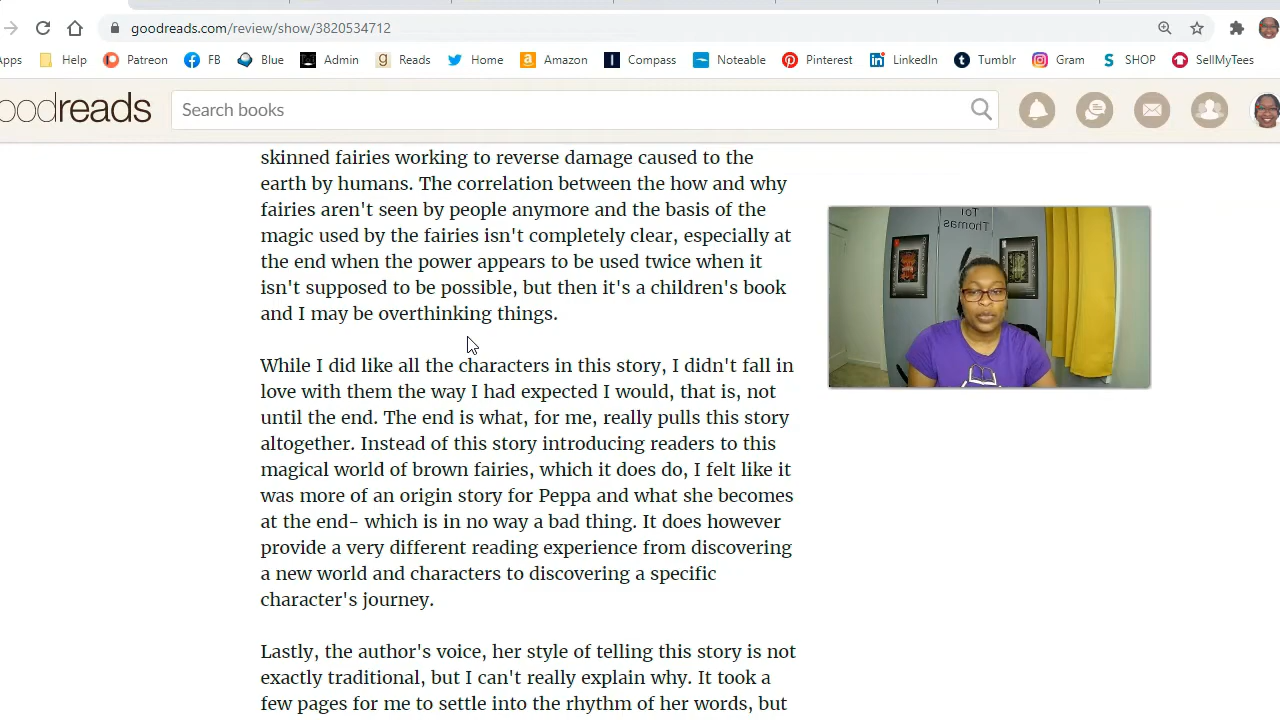 goodreads.com/review/show/3820534712
pps Help Patreon FB Blue Admin Reads Home Amazon Compass Noteable Pinterest LinkedIn Tumblr Gram SHOP SellMyTees
oodreads Search books
skinned fairies working to reverse damage caused to the
earth by humans. The correlation between the how and why
fairies aren't seen by people anymore and the basis of the
magic used by the fairies isn't completely clear, especially at
the end when the power appears to be used twice when it
isn't supposed to be possible, but then it's a children's book
and I may be overthinking things.
While I did like all the characters in this story, I didn't fall in
love with them the way I had expected I would, that is, not
until the end. The end is what, for me, really pulls this story
altogether. Instead of this story introducing readers to this
magical world of brown fairies, which it does do, I felt like it
was more of an origin story for Peppa and what she becomes
at the end- which is in no way a bad thing. It does however
provide a very different reading experience from discovering
a new world and characters to discovering a specific
character's journey.
Lastly, the author's voice, her style of telling this story is not
exactly traditional, but I can't really explain why. It took a
few pages for me to settle into the rhythm of her words, but
Toi
Thomas